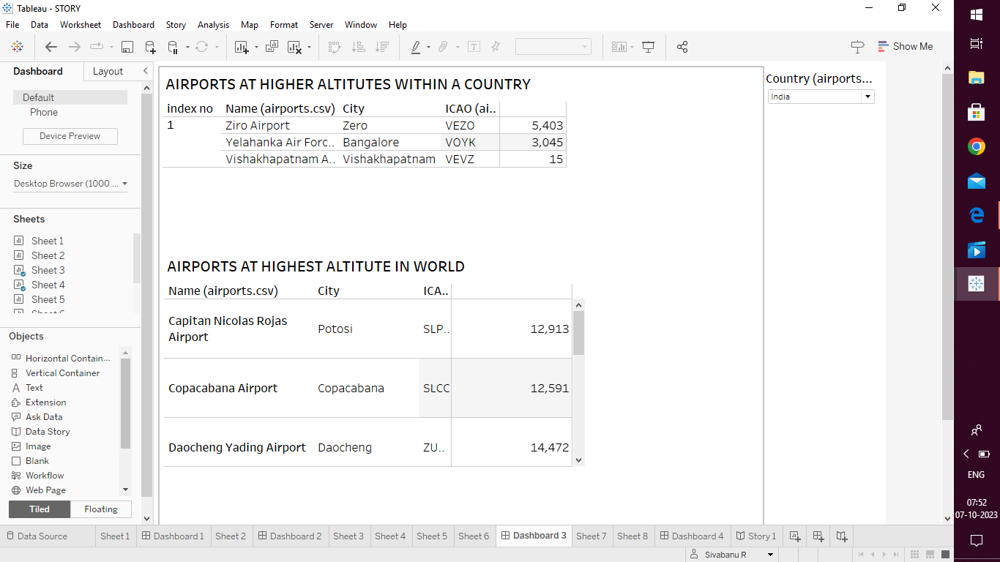 Tableau - STORY
File Data Worksheet Dashboard Story Analysis Map Format Server Window Help
Show Me
Dashboard Layout
Default
Phone
Device Preview
Size
Desktop Browser (1000 ...
Sheets
Sheet 1
Sheet 2
Sheet 3
Sheet 4
Sheet 5
Objects
Horizontal Contain...
Vertical Container
Text
Extension
Ask Data
Data Story
Image
Blank
Workflow
Web Page
Tiled Floating
AIRPORTS AT HIGHER ALTITUTES WITHIN A COUNTRY
index no Name (airports.csv) City ICAO (ai..
1 Ziro Airport Zero VEZO 5,403
Yelahanka Air Forc.. Bangalore VOYK 3,045
Vishakhapatnam A.. Vishakhapatnam VEVZ 15
AIRPORTS AT HIGHEST ALTITUTE IN WORLD
Name (airports.csv) City ICA..
Capitan Nicolas Rojas
Airport Potosi SLP.. 12,913
Copacabana Airport Copacabana SLCC 12,591
Daocheng Yading Airport Daocheng ZU.. 14,472
Country (airports...
India
Data Source Sheet 1 Dashboard 1 Sheet 2 Dashboard 2 Sheet 3 Sheet 4 Sheet 5 Sheet 6 Dashboard 3 Sheet 7 Sheet 8 Dashboard 4 Story 1
Sivabanu R
ENG
07:52
07-10-2023